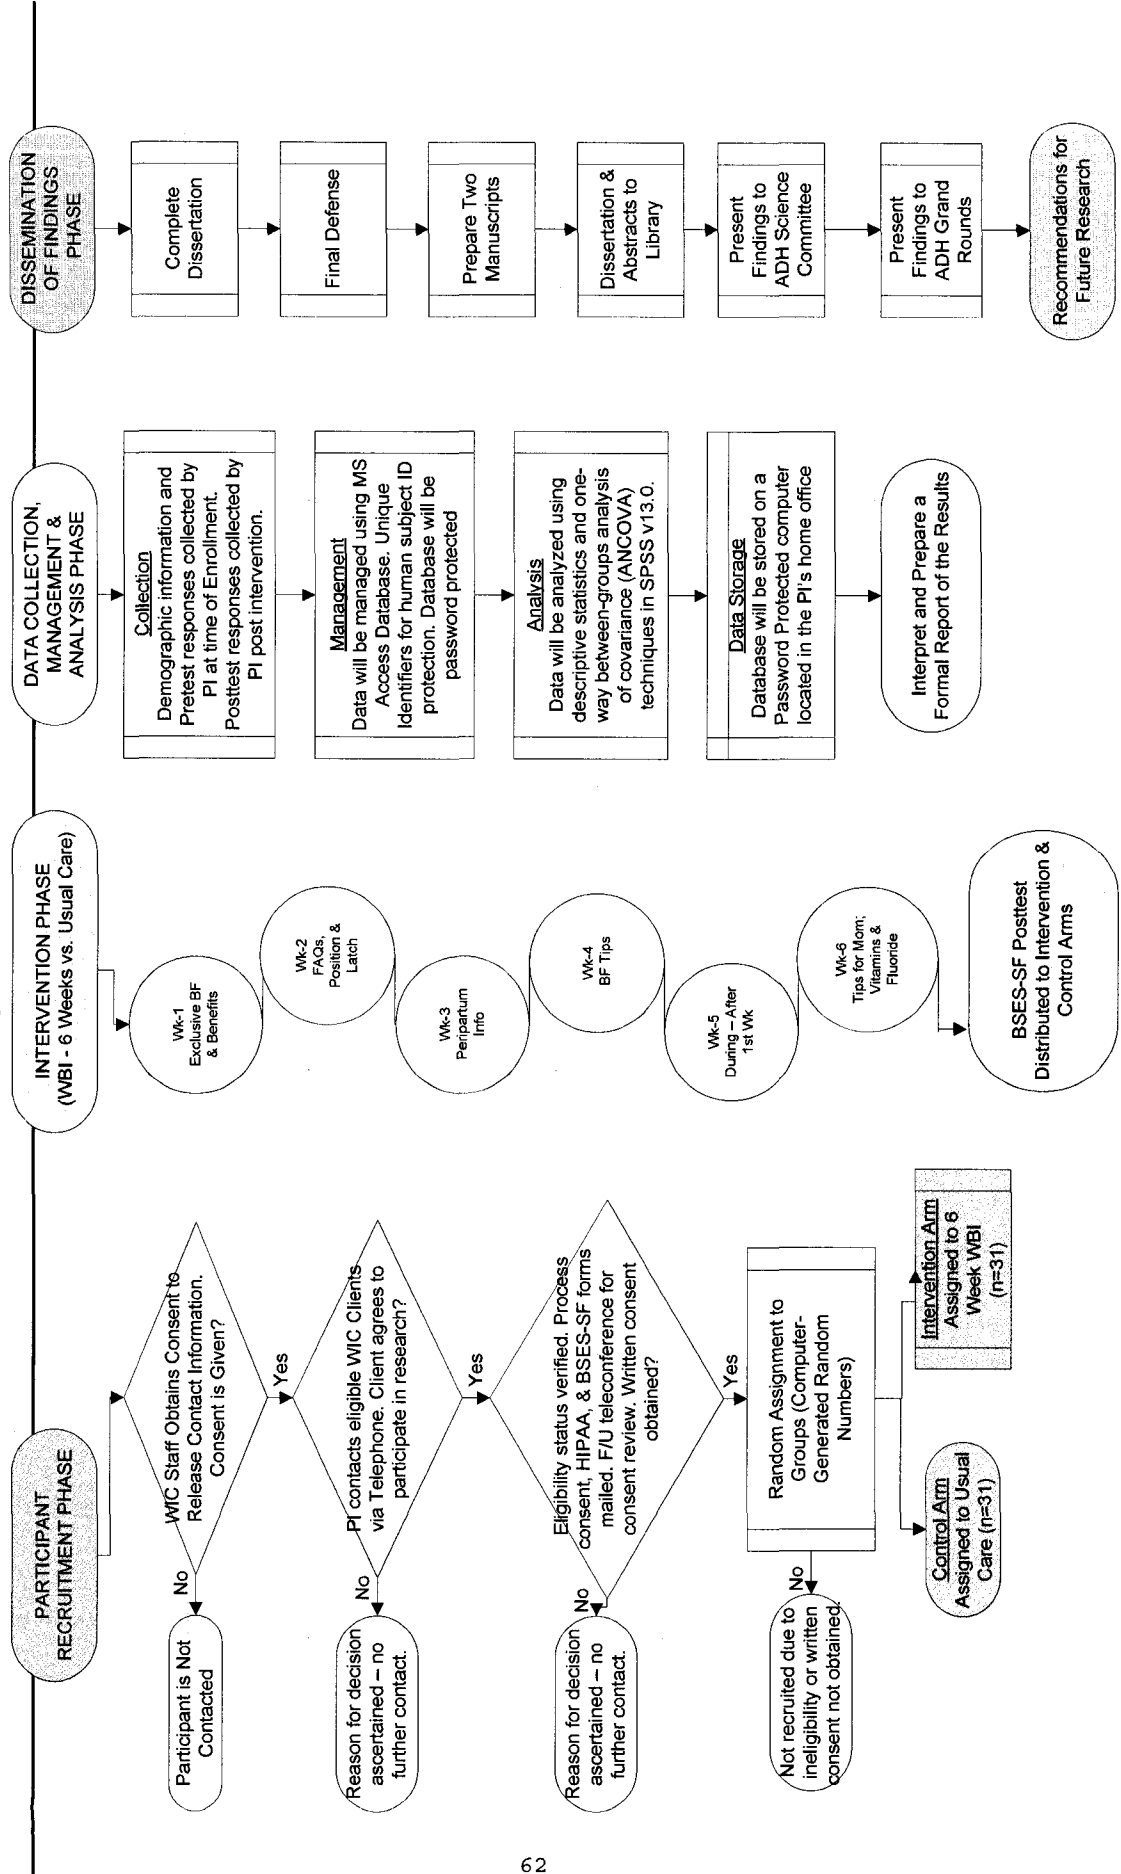 PARTICIPANT
RECRUITMENT PHASE
WIC Staff Obtains Consent to
Release Contact Information.
Consent is Given?
No
Participant is Not
Contacted
Yes
PI contacts eligible WIC Clients
via Telephone. Client agrees to
participate in research?
No
Reason for decision
ascertained – no
further contact.
Yes
Eligibility status verified. Process
consent, HIPAA, & BSES-SF forms
mailed. F/U teleconference for
consent review. Written consent
obtained?
No
Reason for decision
ascertained – no
further contact.
Yes
Random Assignment to
Groups (Computer-
Generated Random
Numbers)
No
Not recruited due to
ineligibility or written
consent not obtained.
Control Arm
Assigned to Usual
Care (n=31)
Intervention Arm
Assigned to 6
Week WBI
(n=31)
INTERVENTION PHASE
(WBI - 6 Weeks vs. Usual Care)
Wk-1
Exclusive BF
& Benefits
Wk-2
FAQs,
Position &
Latch
Wk-3
Peripartum
Info
Wk-4
BF Tips
Wk-5
During – After
1st Wk
Wk-6
Tips for Mom;
Vitamins &
Fluoride
BSES-SF Posttest
Distributed to Intervention &
Control Arms
DATA COLLECTION,
MANAGEMENT &
ANALYSIS PHASE
Collection
Demographic information and
Pretest responses collected by
PI at time of Enrollment.
Posttest responses collected by
PI post intervention.
Management
Data will be managed using MS
Access Database. Unique
Identifiers for human subject ID
protection. Database will be
password protected
Analysis
Data will be analyzed using
descriptive statistics and one-
way between-groups analysis
of covariance (ANCOVA)
techniques in SPSS v13.0.
Data Storage
Database will be stored on a
Password Protected computer
located in the PI's home office
Interpret and Prepare a
Formal Report of the Results
DISSEMINATION
OF FINDINGS
PHASE
Complete
Dissertation
Final Defense
Prepare Two
Manuscripts
Dissertation &
Abstracts to
Library
Present
Findings to
ADH Science
Committee
Present
Findings to
ADH Grand
Rounds
Recommendations for
Future Research
62